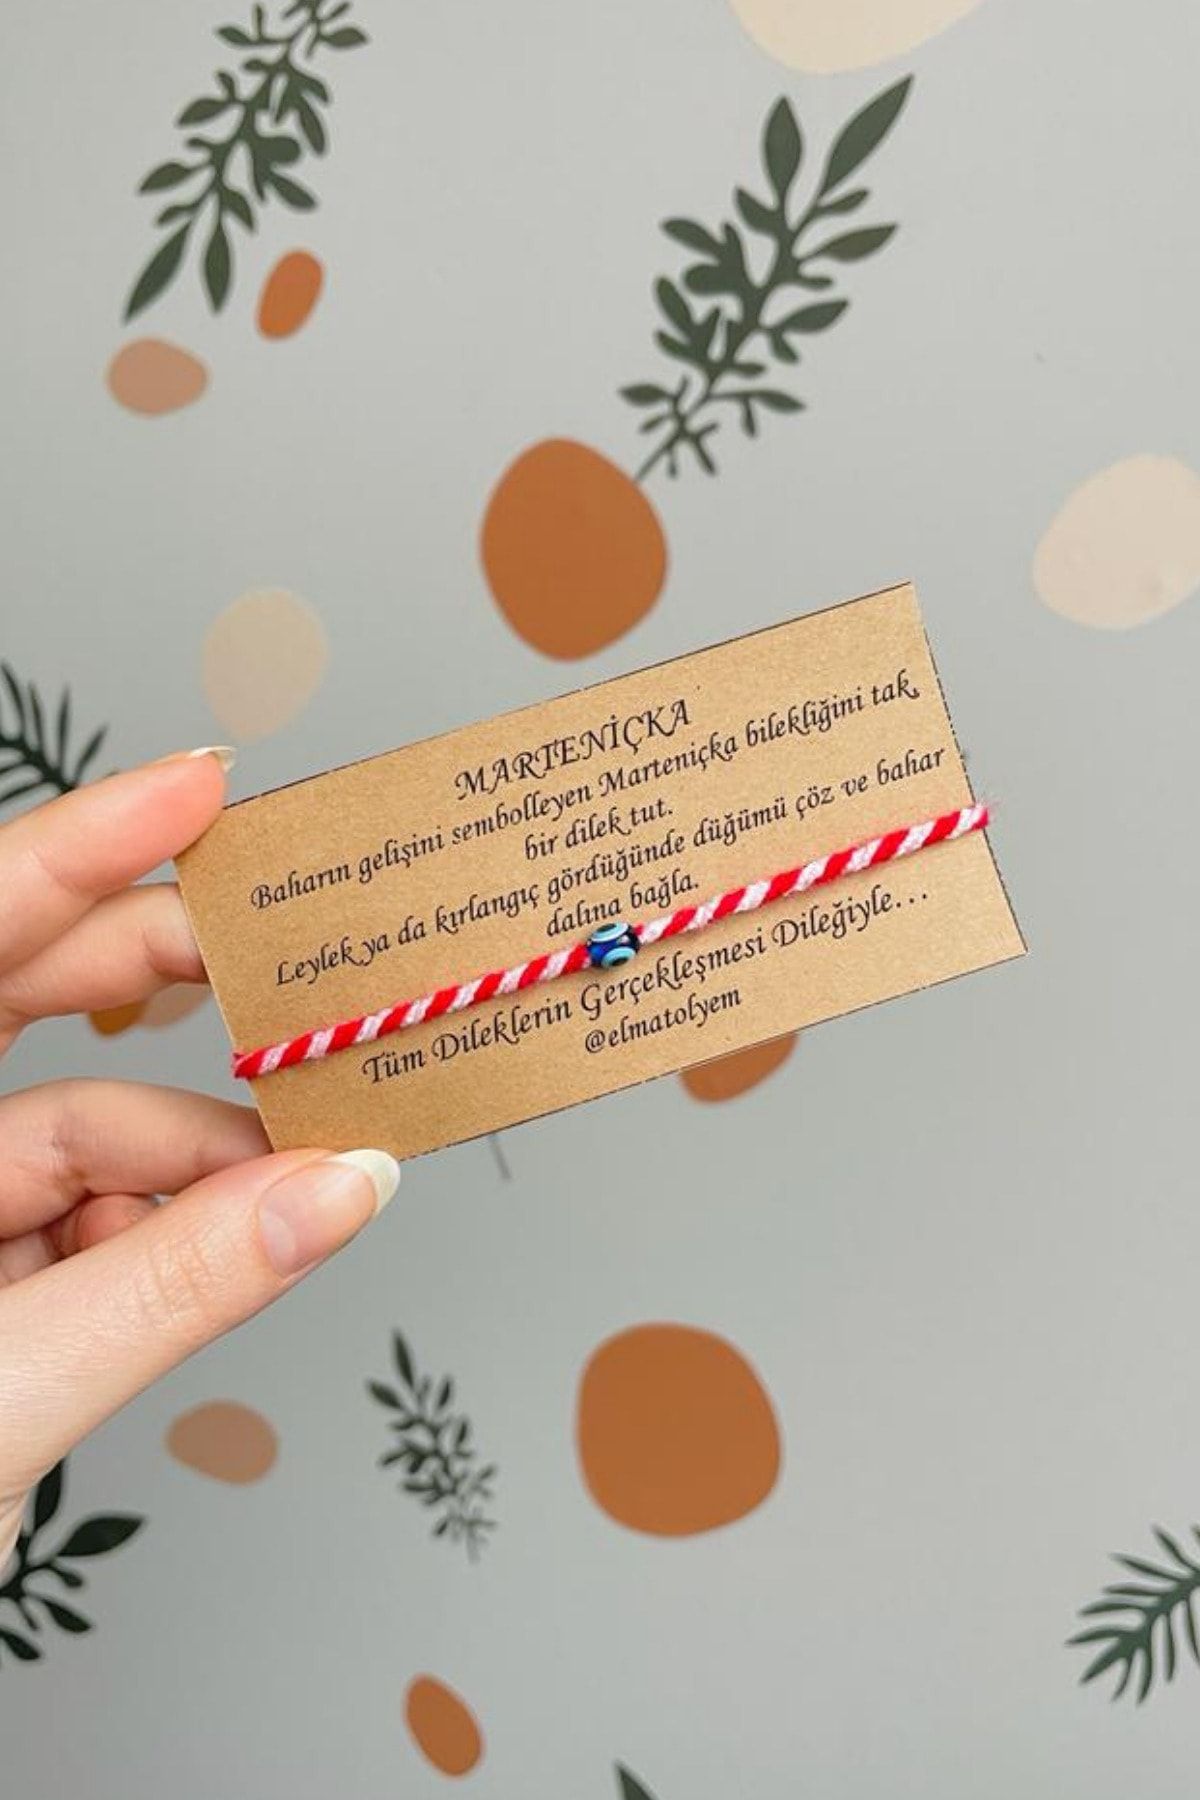 MARTENİÇKA
Baharın gelişini sembolleyen Marteniçka bilekliğini tak,
bir dilek tut.
Leylek ya da kırlangıç gördüğünde düğümü çöz ve bahar
dalına bağla.
Tüm Dileklerin Gerçekleşmesi Dileğiyle...
@elmatolyem